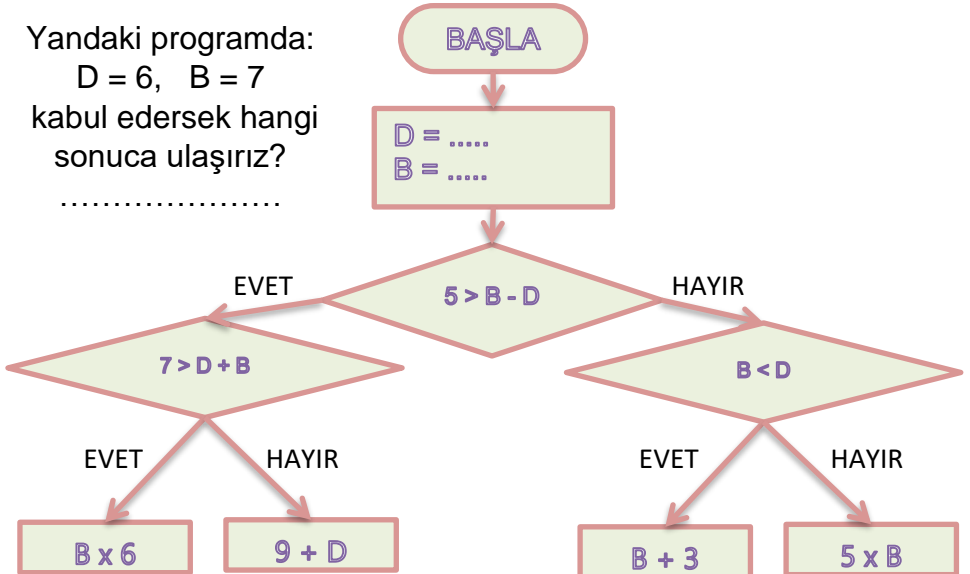 Yandaki programda:
D = 6, B = 7
kabul edersek hangi
sonuca ulaşırız?
…………………
BAŞLA
D = .....
B = .....
EVET
5 > B - D
HAYIR
7 > D + B
B < D
EVET
HAYIR
EVET
HAYIR
B x 6
9 + D
B + 3
5 x B